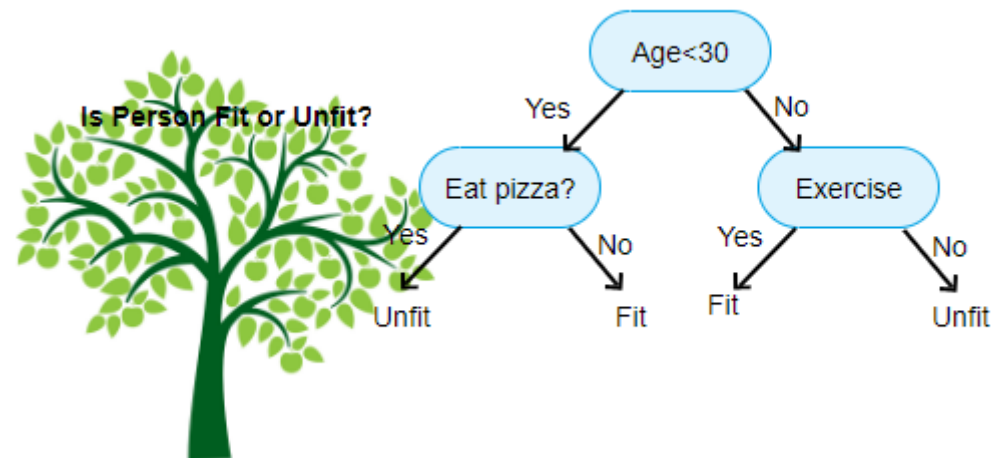 Age<30
Is Person Fit or Unfit?
Yes
No
Eat pizza?
Exercise
Yes
No
Yes
No
Unfit
Fit
Fit
Unfit